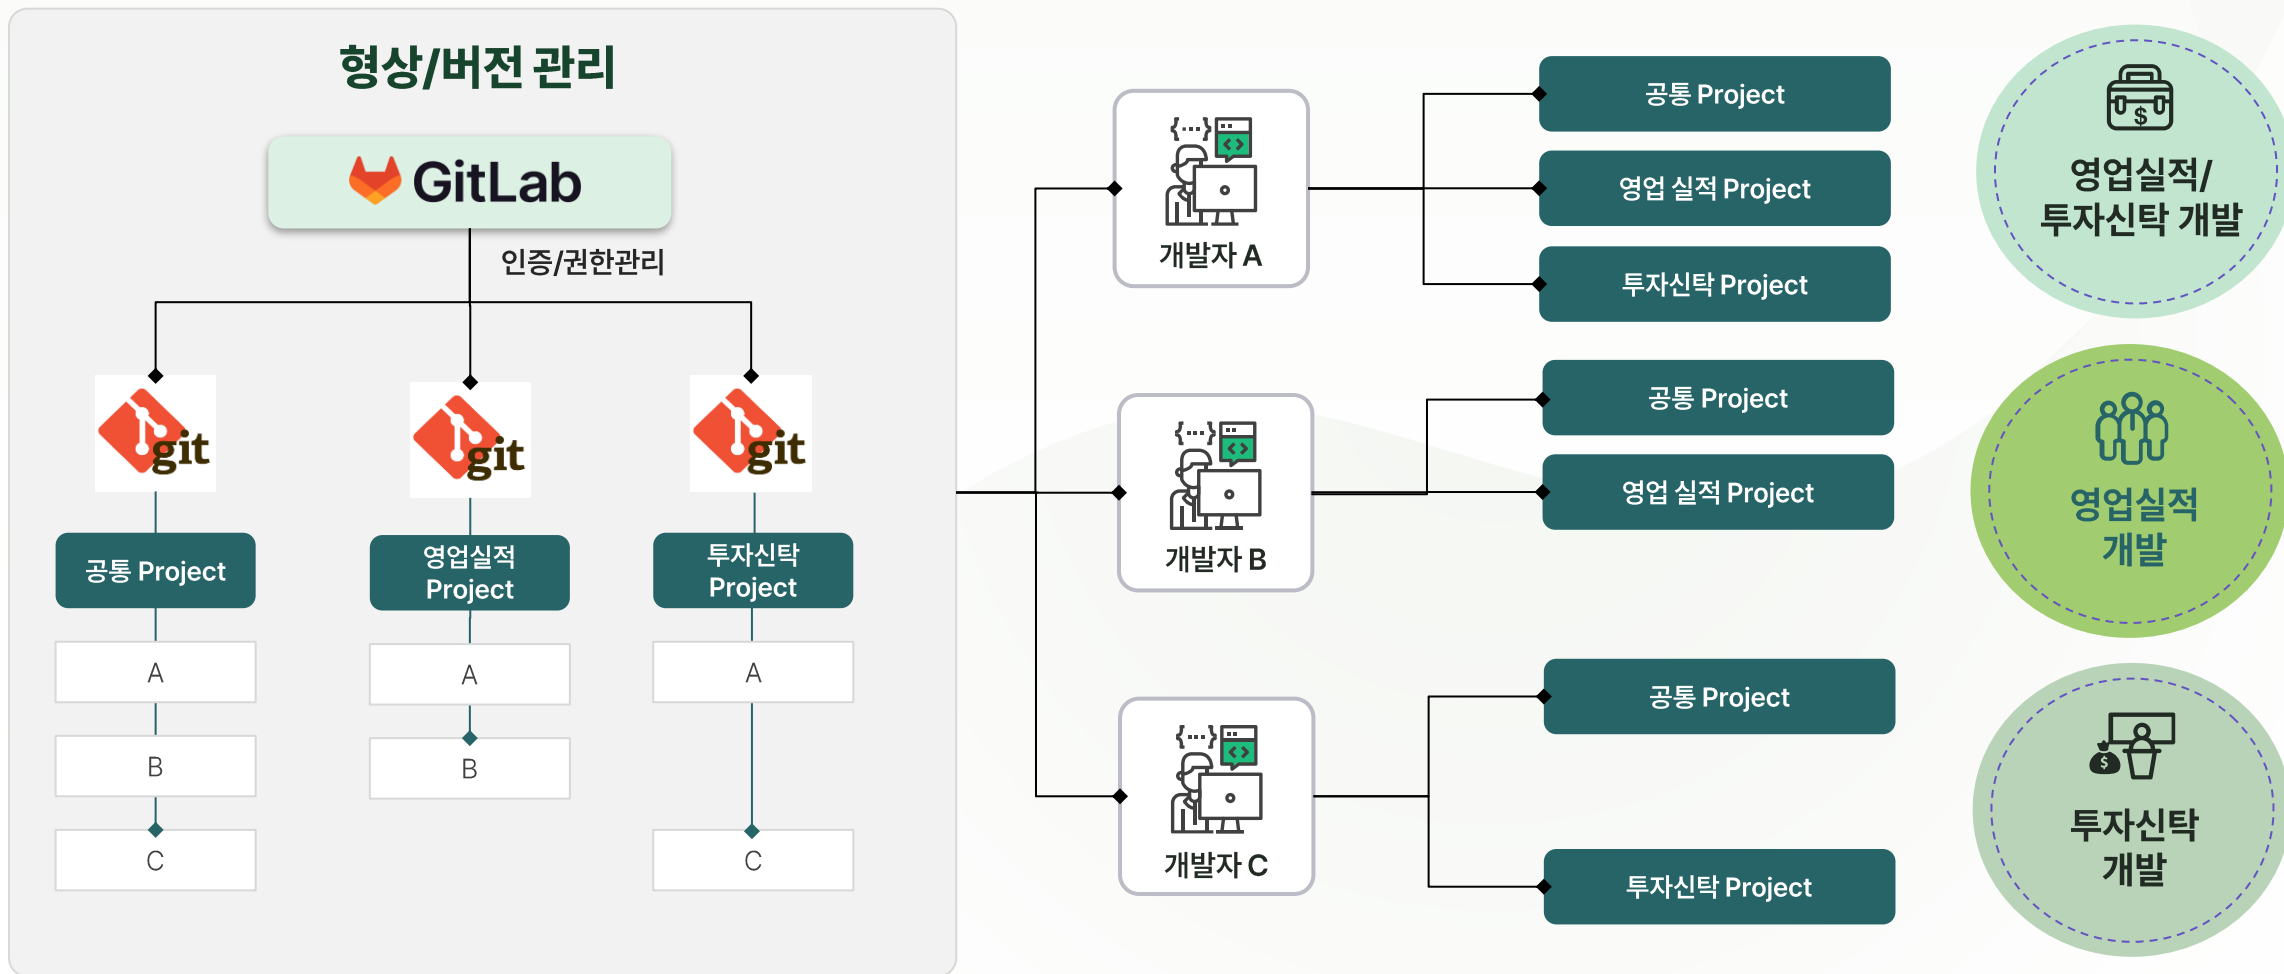 형상/버전 관리
GitLab
인증/권한관리
git
git
git
공통 Project
영업실적
Project
투자신탁
Project
A
A
A
B
B
C
C
{...}
개발자 A
공통 Project
영업 실적 Project
투자신탁 Project
$
영업실적/
투자신탁 개발
{...}
개발자 B
공통 Project
영업 실적 Project
영업실적
개발
{...}
개발자 C
공통 Project
투자신탁 Project
$
투자신탁
개발